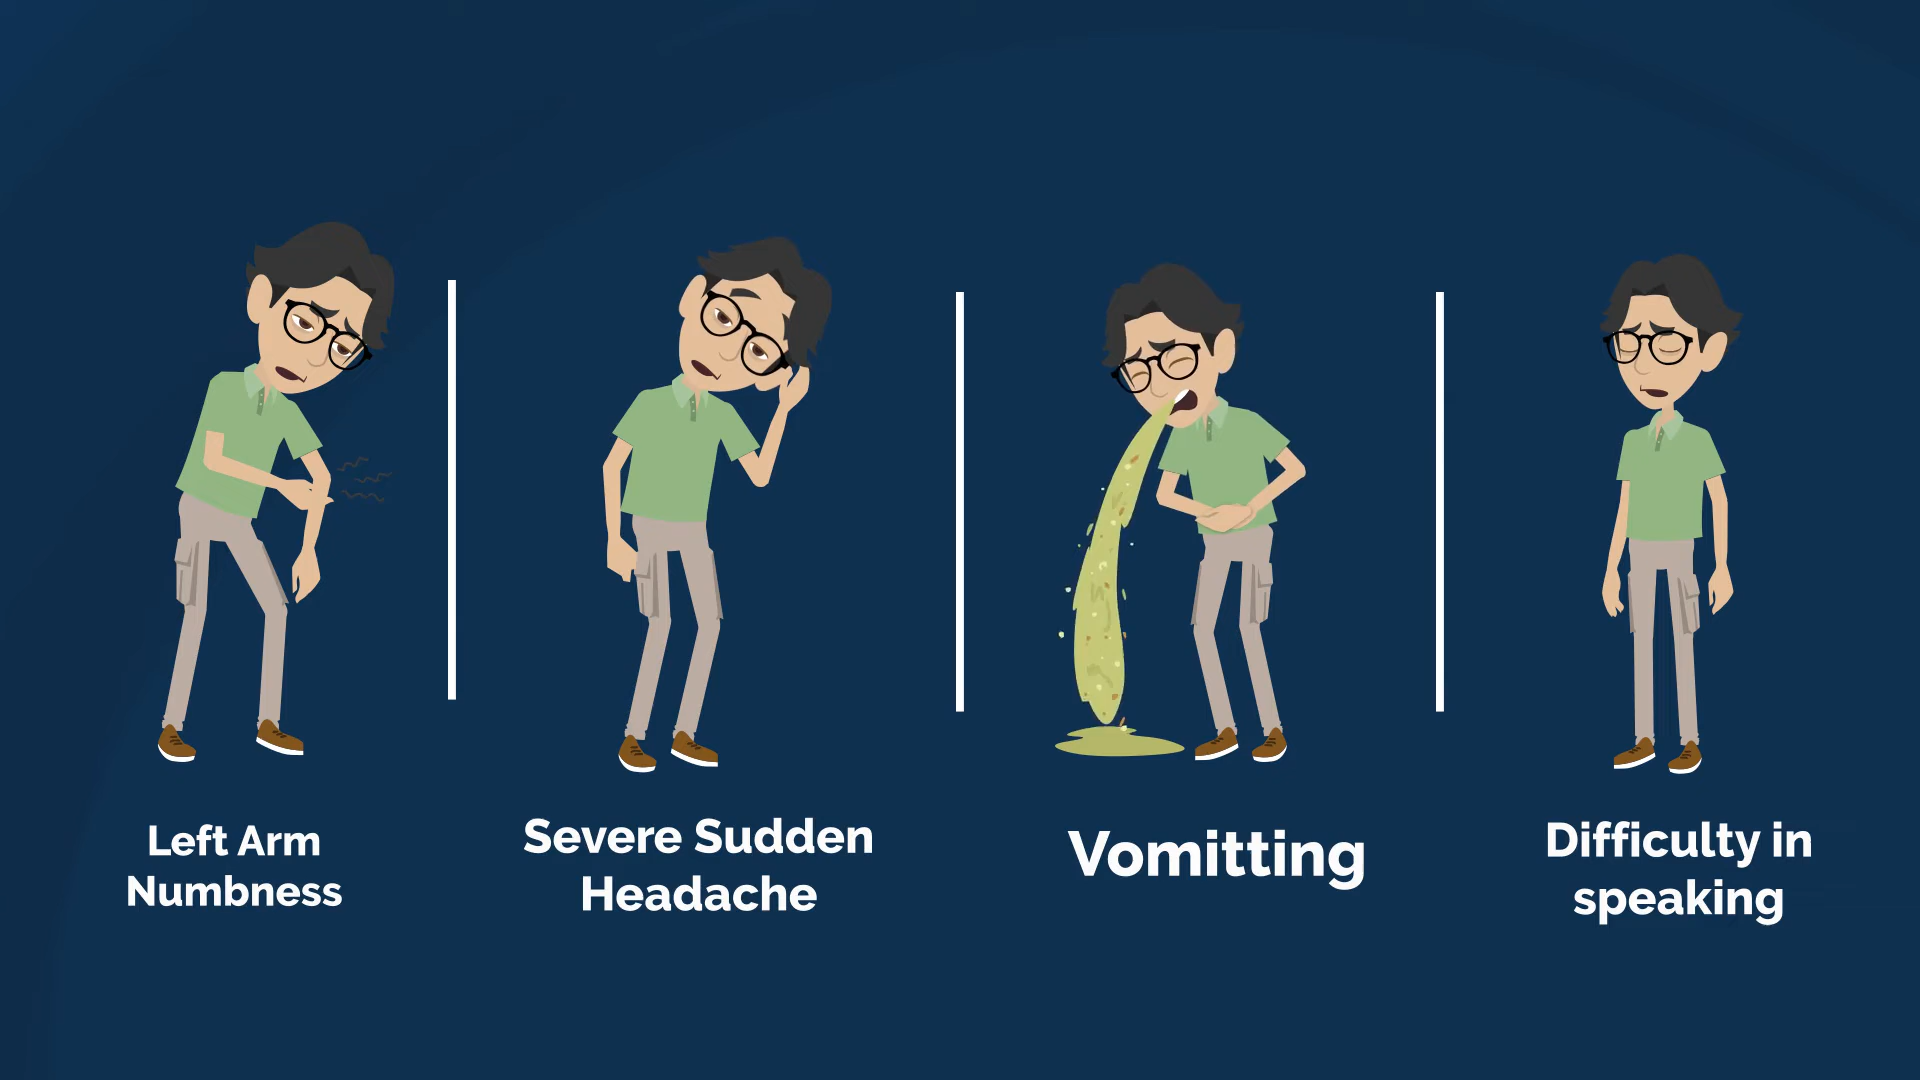 Left Arm
Numbness
Severe Sudden
Headache
Vomitting
Difficulty in
speaking